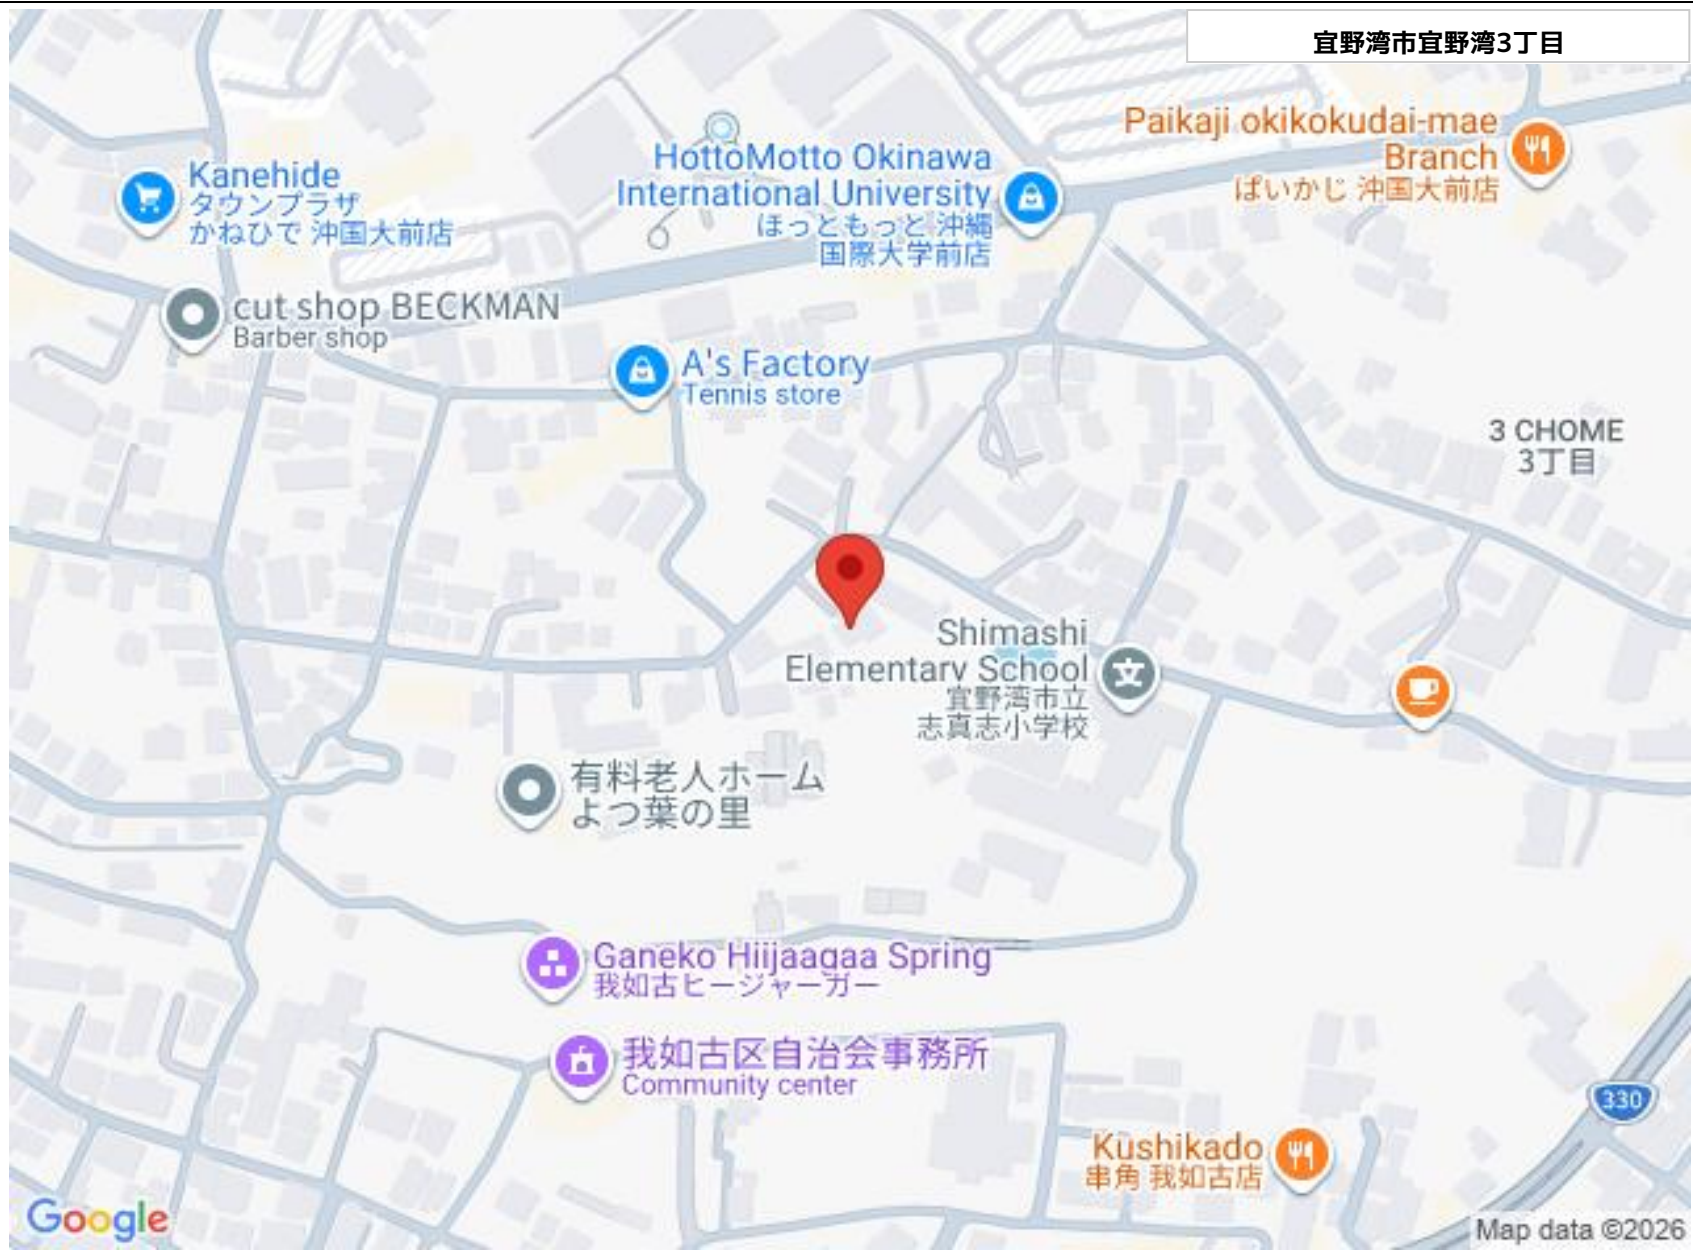 宜野湾市宜野湾3丁目
Paikaji okikokudai-mae
Branch
ぱいかじ 沖国大前店
HottoMotto Okinawa
International University
ほっともっと 沖縄
国際大学前店
Kanehide
タウンプラザ
かねひで 沖国大前店
cut shop BECKMAN
Barber shop
A's Factory
Tennis store
3 CHOME
3丁目
Shimashi
Elementary School
宜野湾市立
志真志小学校
文
有料老人ホーム
よつ葉の里
Ganeko Hiijaagaa Spring
我如古ヒージャーガー
我如古区自治会事務所
Community center
330
Kushikado
串角 我如古店
Google
Map data ©2026